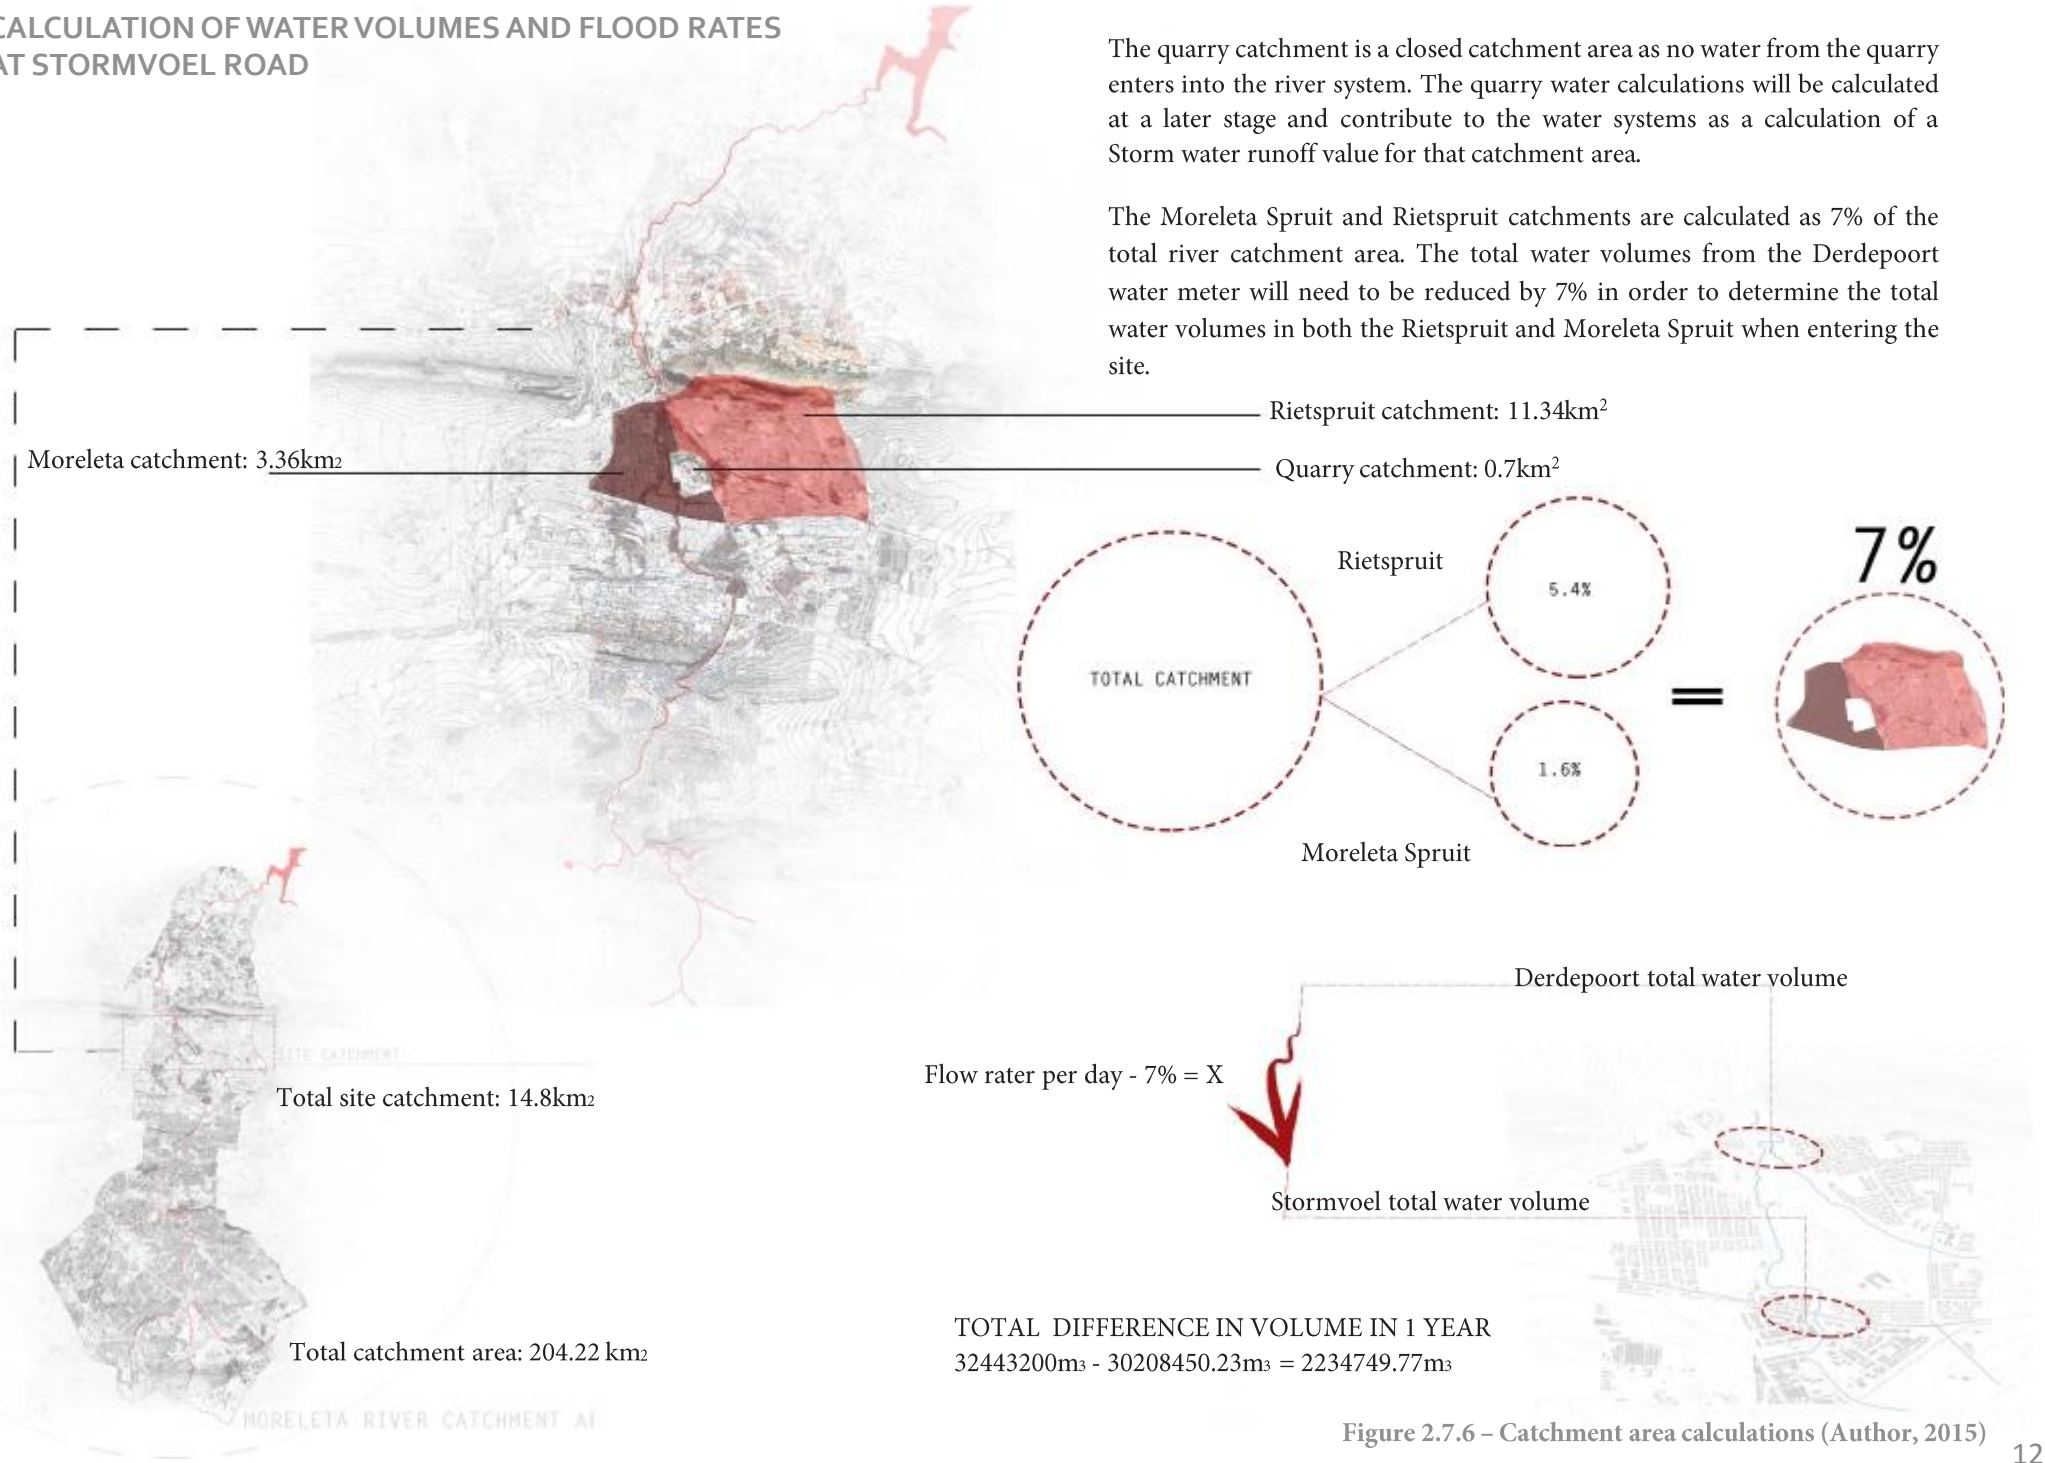 CALCULATION OF WATER VOLUMES AND FLOOD RATES
AT STORMVOEL ROAD
The quarry catchment is a closed catchment area as no water from the quarry
enters into the river system. The quarry water calculations will be calculated
at a later stage and contribute to the water systems as a calculation of a
Storm water runoff value for that catchment area.
The Moreleta Spruit and Rietspruit catchments are calculated as 7% of the
total river catchment area. The total water volumes from the Derdepoort
water meter will need to be reduced by 7% in order to determine the total
water volumes in both the Rietspruit and Moreleta Spruit when entering the
site.
Rietspruit catchment: 11.34km²
Moreleta catchment: 3.36km2
Quarry catchment: 0.7km²
7%
Rietspruit
5.4%
TOTAL CATCHMENT
=
1.6%
Moreleta Spruit
Derdepoort total water volume
SITE CATCHMENT
Flow rater per day - 7% = X
Total site catchment: 14.8km2
Stormvoel total water volume
TOTAL DIFFERENCE IN VOLUME IN 1 YEAR
32443200m3 - 30208450.23m3 = 2234749.77m3
Total catchment area: 204.22 km2
MORELETA RIVER CATCHMENT AR
Figure 2.7.6 – Catchment area calculations (Author, 2015)
12